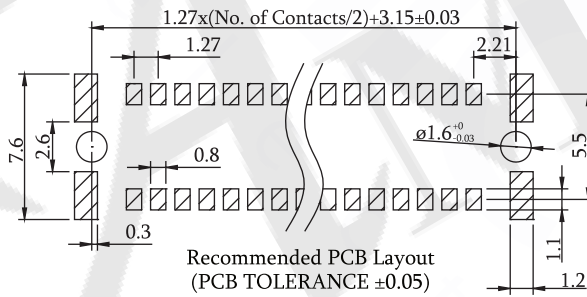 1.27x(No. of Contacts/2)+3.15±0.03
1.27
2.21
7.6
2.6
ø1.6 +0 -0.03
5.5
0.8
0.3
1.1
1.2
Recommended PCB Layout
(PCB TOLERANCE ±0.05)